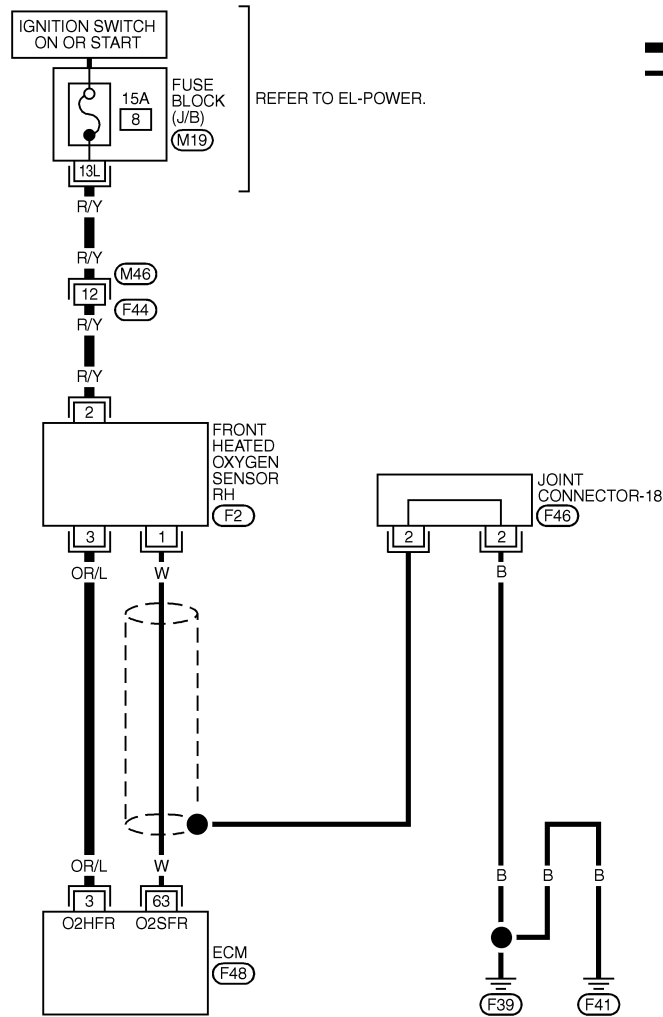 IGNITION SWITCH
ON OR START
FUSE
BLOCK
(J/B)
M19
15A
8
REFER TO EL-POWER.
13L
R/Y
R/Y
M46
12
F44
R/Y
R/Y
2
FRONT
HEATED
OXYGEN
SENSOR
RH
F2
JOINT
CONNECTOR-18
F46
3
1
2
2
OR/L
W
B
OR/L
W
B
B
B
3
63
O2HFR
O2SFR
ECM
F48
F39
F41